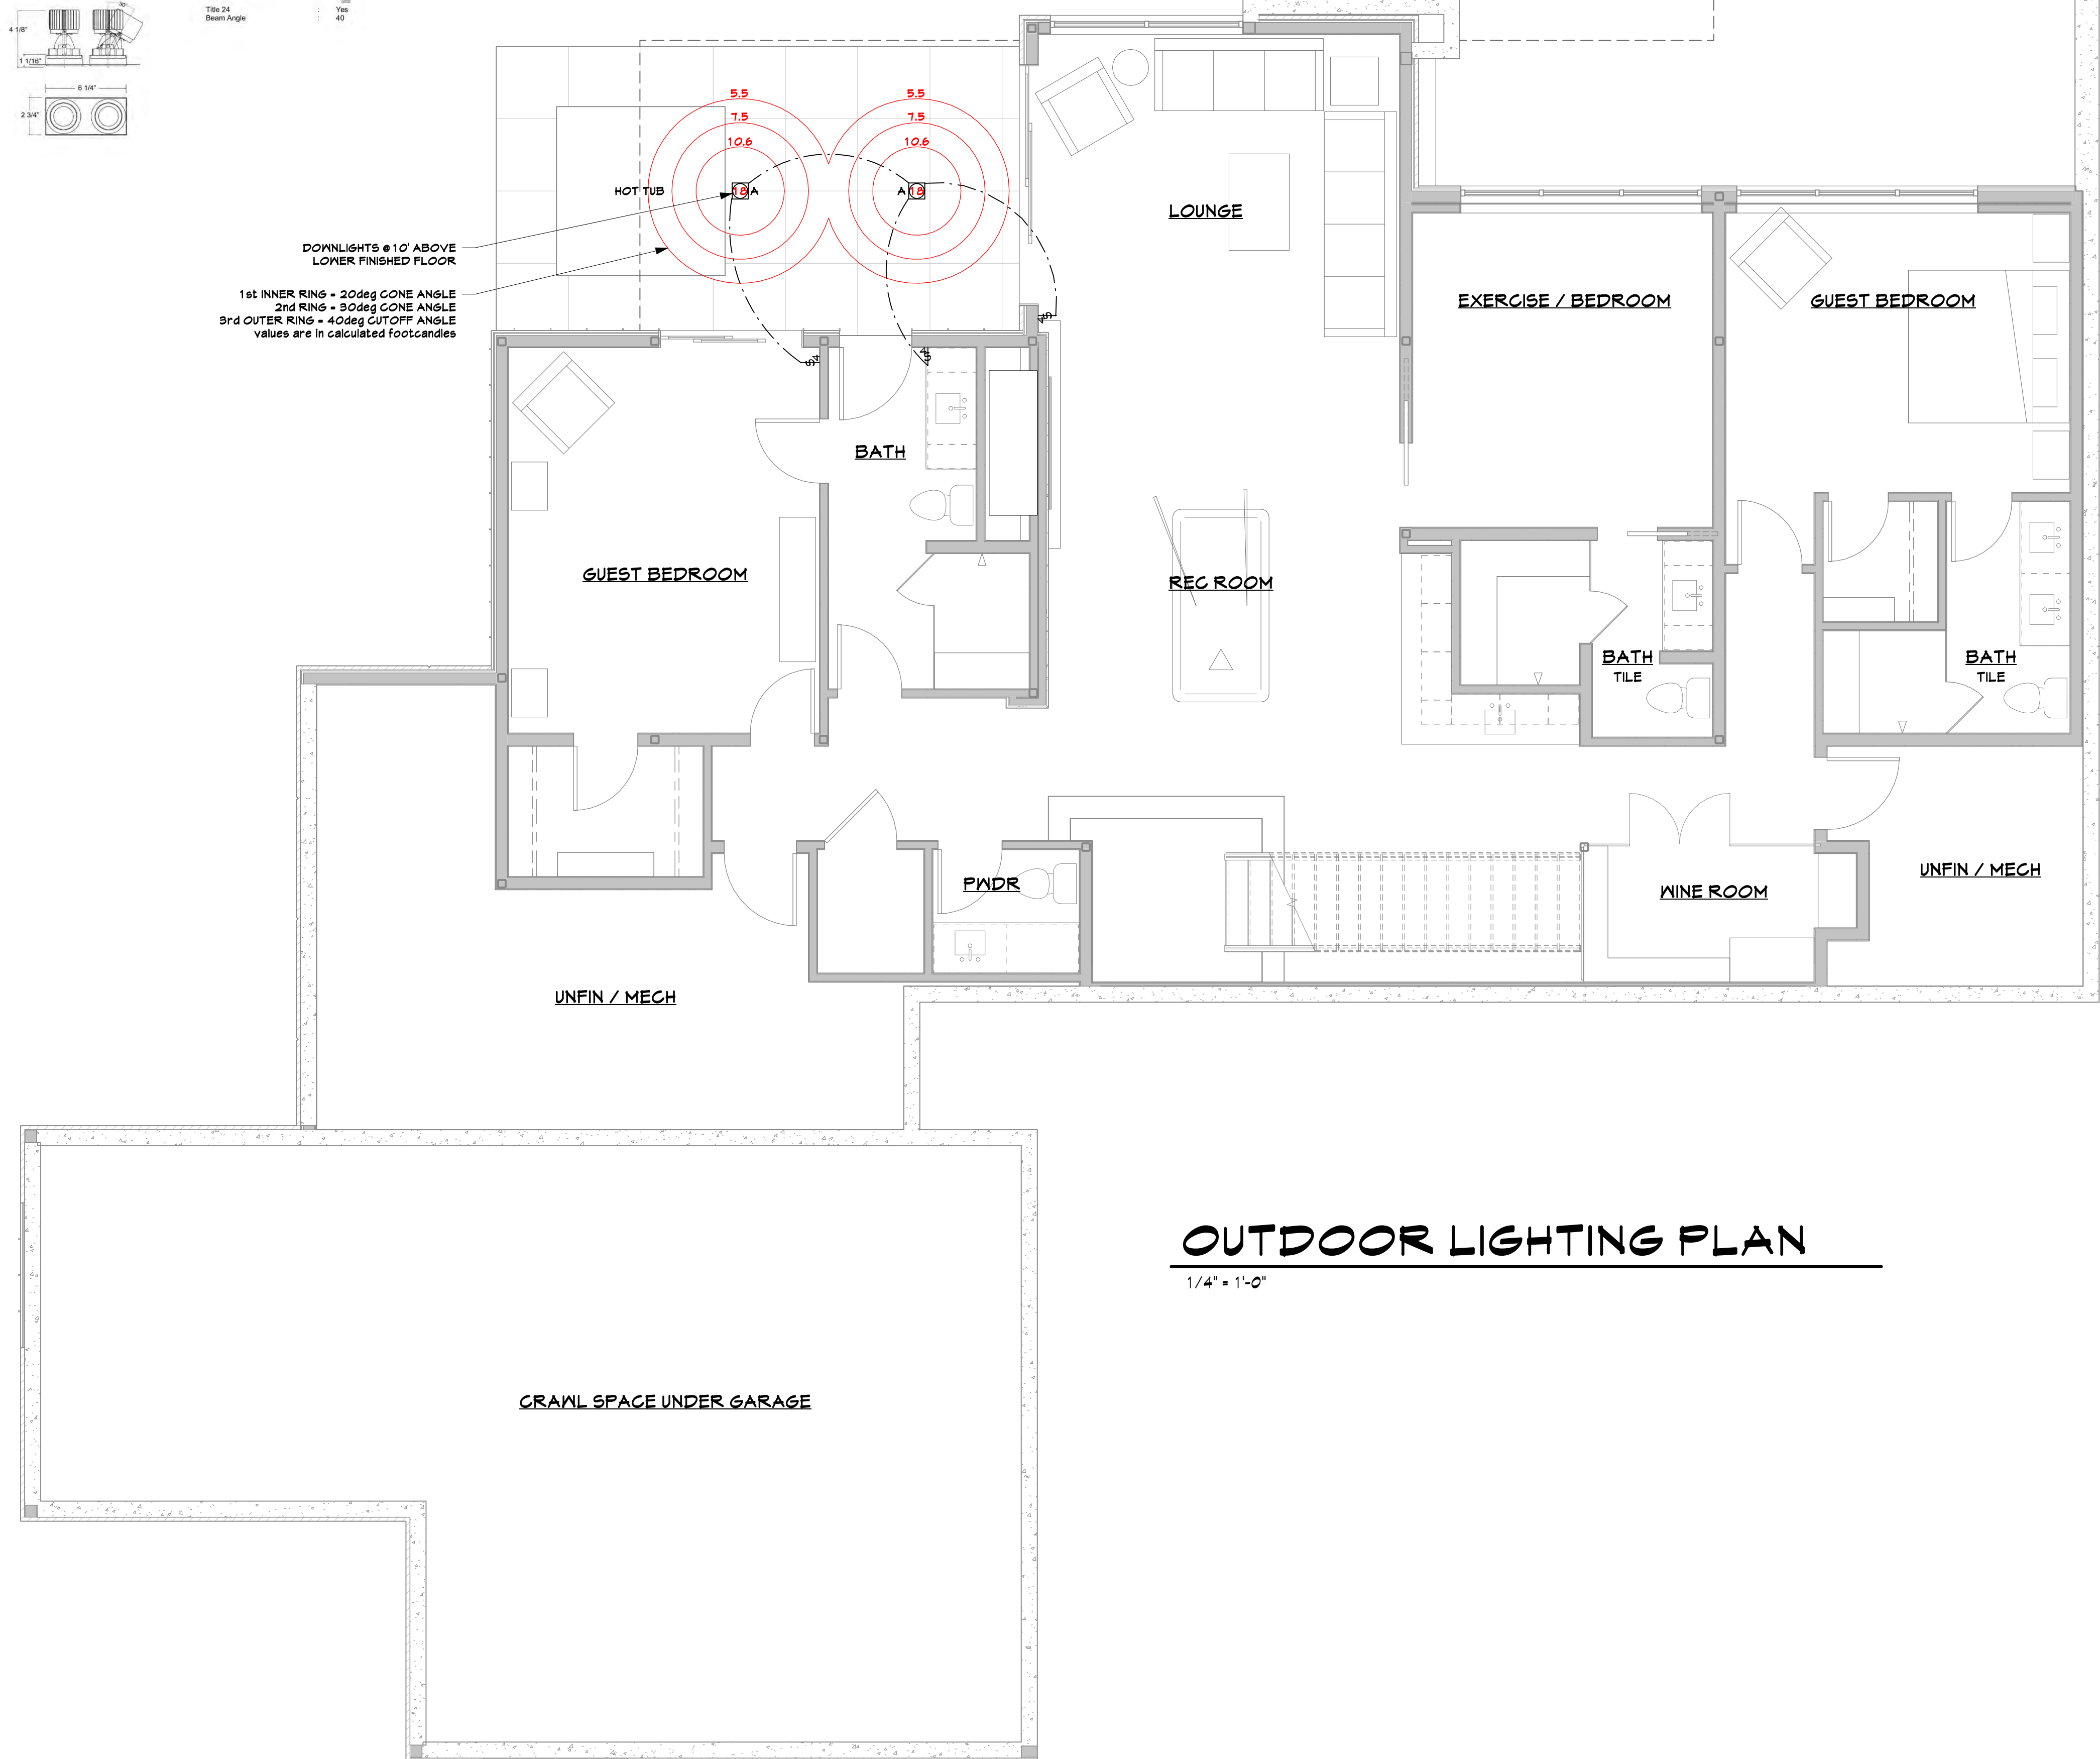 4 1/8"
30°
1 1/16"
6 1/4"
2 3/4"
Title 24 : Yes
Beam Angle : 40
5.5
5.5
7.5
7.5
10.6
10.6
HOT TUB
18 A
A 18
LOUNGE
DOWNLIGHTS @ 10' ABOVE
LOWER FINISHED FLOOR
1st INNER RING = 20deg CONE ANGLE
2nd RING = 30deg CONE ANGLE
3rd OUTER RING = 40deg CUTOFF ANGLE
values are in calculated footcandles
EXERCISE / BEDROOM
GUEST BEDROOM
BATH
GUEST BEDROOM
REC ROOM
BATH
TILE
BATH
TILE
PWDR
WINE ROOM
UNFIN / MECH
UNFIN / MECH
OUTDOOR LIGHTING PLAN
1/4" = 1'-0"
CRAWL SPACE UNDER GARAGE